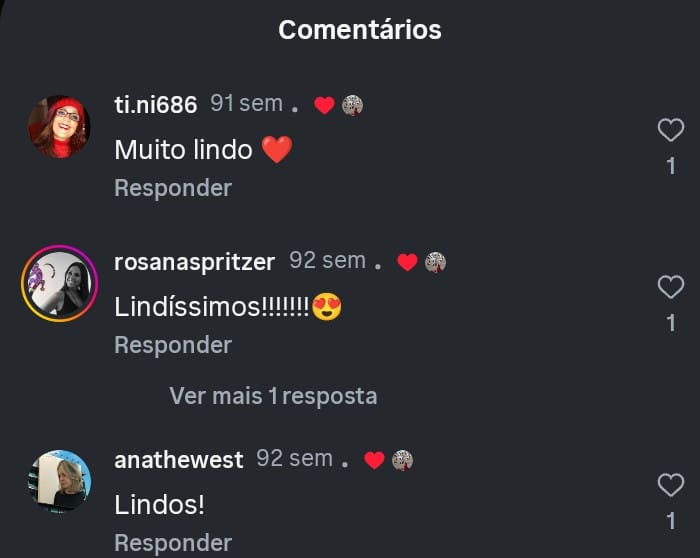 Comentários
ti.ni686 91 sem .
Muito lindo ❤️
1
Responder
rosanaspritzer 92 sem .
Lindíssimos!!!!!!!😍
1
Responder
Ver mais 1 resposta
anathewest 92 sem .
Lindos!
1
Responder